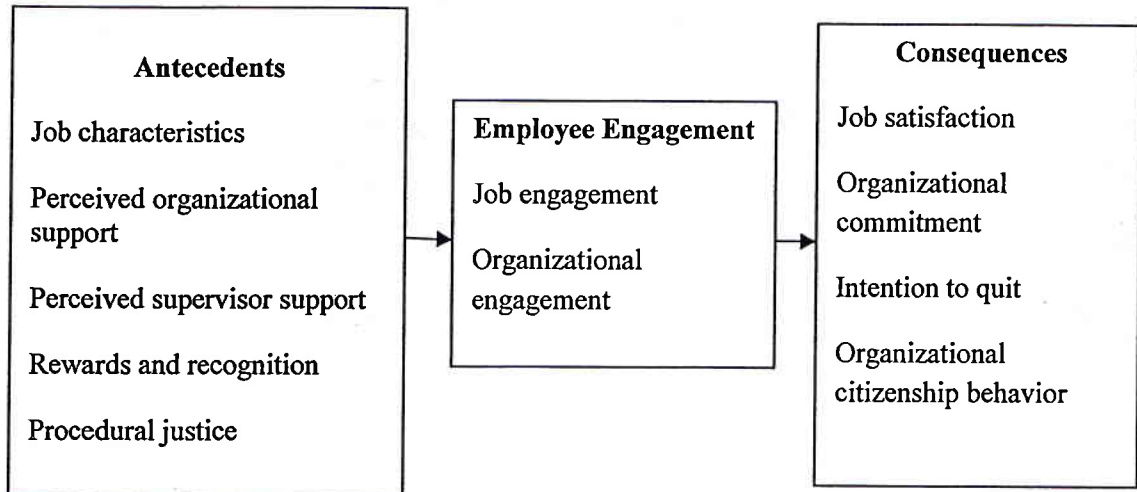 Antecedents
Job characteristics
Perceived organizational
support
Perceived supervisor support
Rewards and recognition
Procedural justice
Employee Engagement
Job engagement
Organizational
engagement
Consequences
Job satisfaction
Organizational
commitment
Intention to quit
Organizational
citizenship behavior